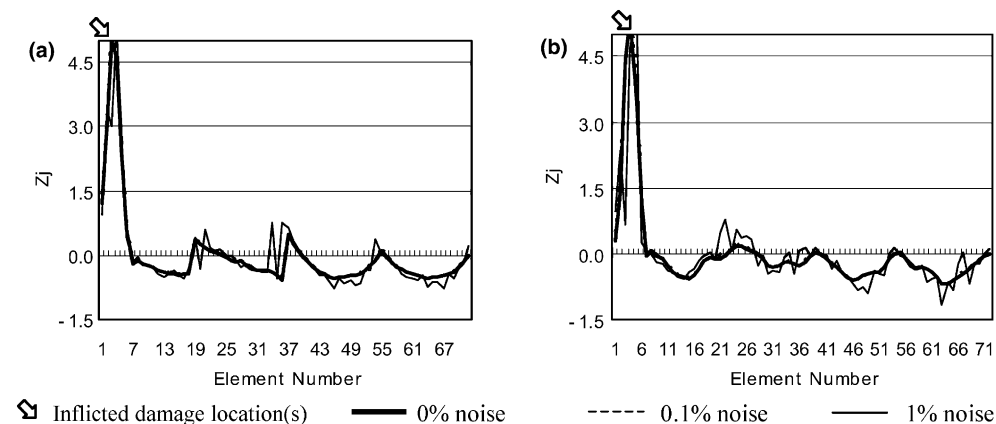 (a)
4.5
3.0
1.5
0.0
- 1.5
Zj
1 7 13 19 25 31 37 43 49 55 61 67
Element Number
(b)
4.5
3.0
1.5
0.0
- 1.5
Zj
1 6 11 16 21 26 31 36 41 46 51 56 61 66 71
Element Number
Inflicted damage location(s) 0% noise 0.1% noise 1% noise